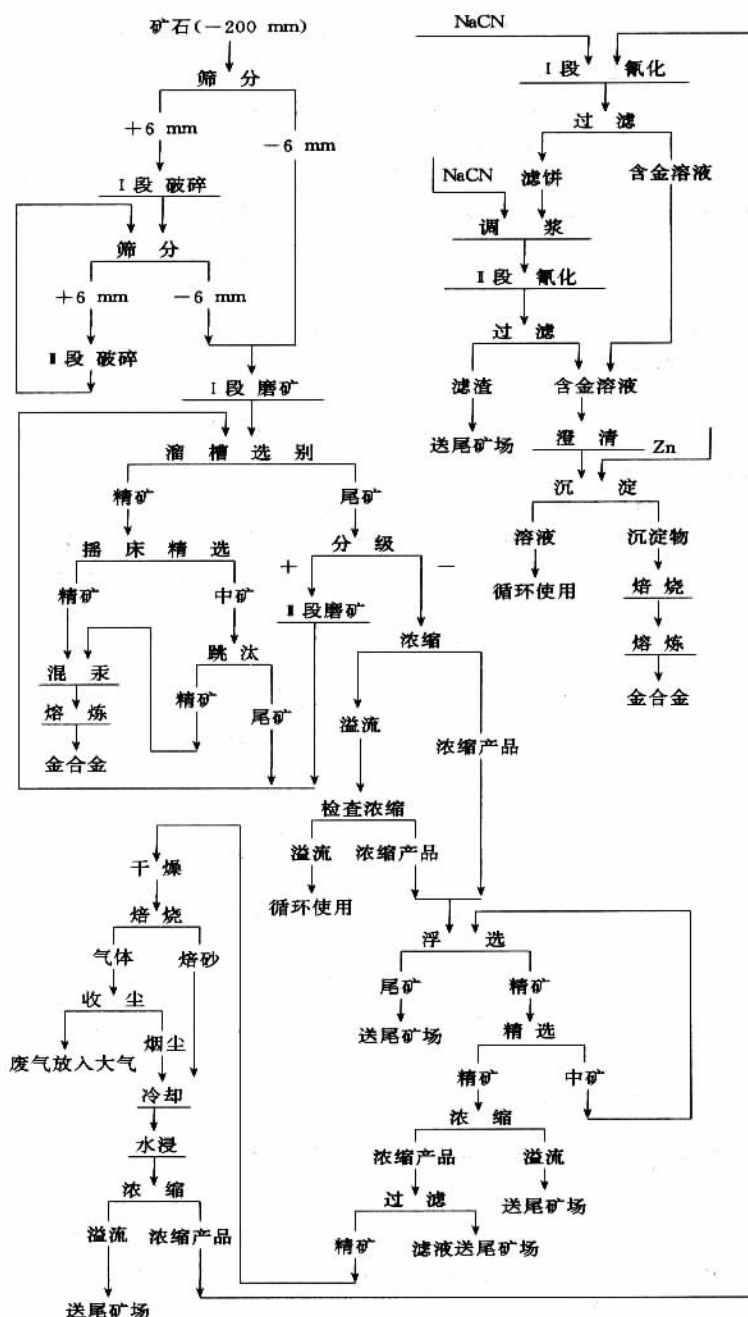 矿石(－200 mm)
筛 分
＋6 mm
－6 mm
Ⅰ段 破碎
筛 分
＋6 mm
－6 mm
Ⅱ段 破碎
Ⅰ段 磨矿
溜 槽 选 别
精矿
尾矿
摇 床 精 选
分 级
＋
－
精矿
中矿
Ⅱ段磨矿
浓缩
混 汞
跳 汰
精矿
尾矿
熔 炼
金合金
溢流
浓缩产品
检查浓缩
溢流
浓缩产品
循环使用
浮 选
尾矿
精矿
送尾矿场
精 选
精矿
中矿
浓 缩
浓缩产品
溢流
过 滤
送尾矿场
精矿
滤液送尾矿场
干 燥
焙烧
气体
焙砂
收 尘
烟尘
废气放入大气
冷却
水浸
浓 缩
溢流
浓缩产品
送尾矿场
NaCN
Ⅰ段 氰化
过 滤
NaCN
滤饼
含金溶液
调 浆
Ⅱ段 氰化
过 滤
滤渣
含金溶液
送尾矿场
澄 清
Zn
沉 淀
溶液
沉淀物
循环使用
焙 烧
熔 炼
金合金